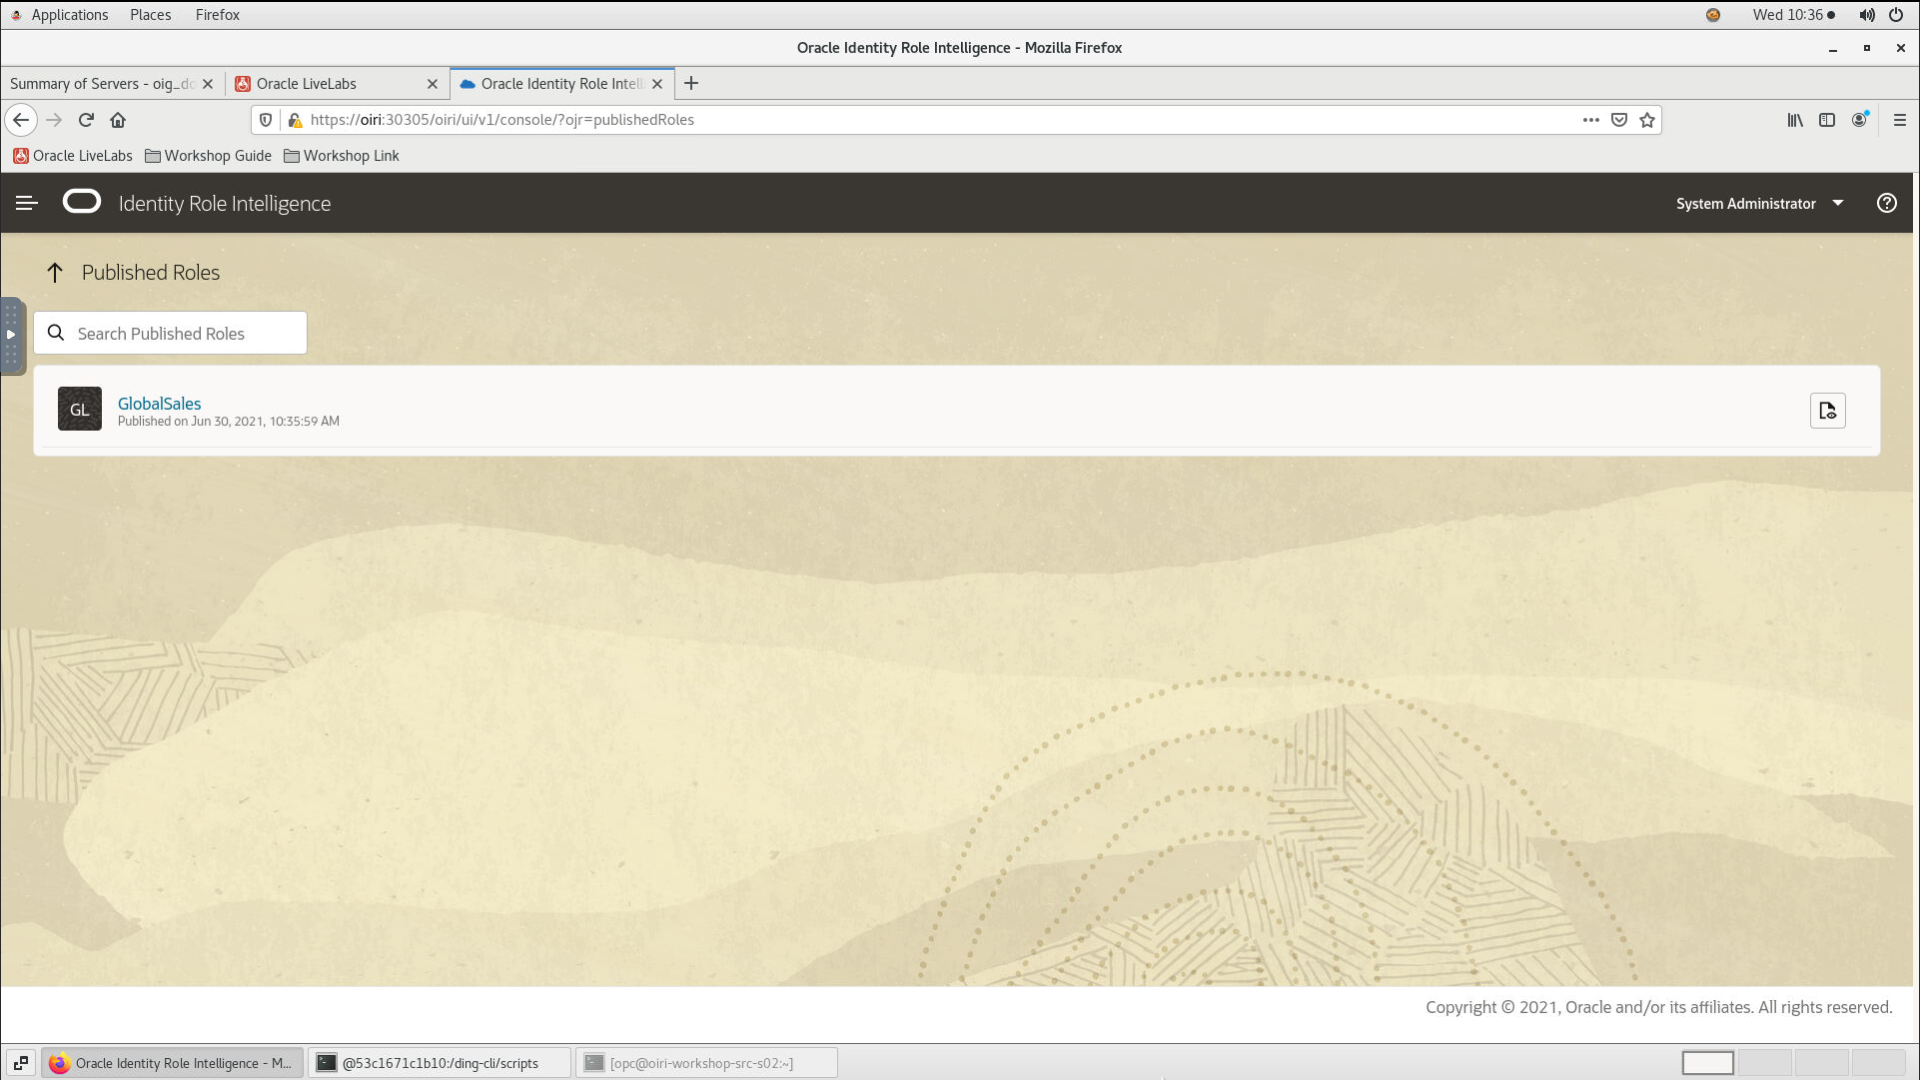 Applications Places Firefox Wed 10:36
Oracle Identity Role Intelligence - Mozilla Firefox
Summary of Servers - oig_do Oracle LiveLabs Oracle Identity Role Intel
https://oiri:30305/oiri/ui/v1/console/?ojr=publishedRoles
Oracle LiveLabs Workshop Guide Workshop Link
Identity Role Intelligence System Administrator
Published Roles
Search Published Roles
GL GlobalSales
Published on Jun 30, 2021, 10:35:59 AM
Copyright © 2021, Oracle and/or its affiliates. All rights reserved.
Oracle Identity Role Intelligence - M... @53c1671c1b10:/ding-cli/scripts [opc@oiri-workshop-src-s02:~]